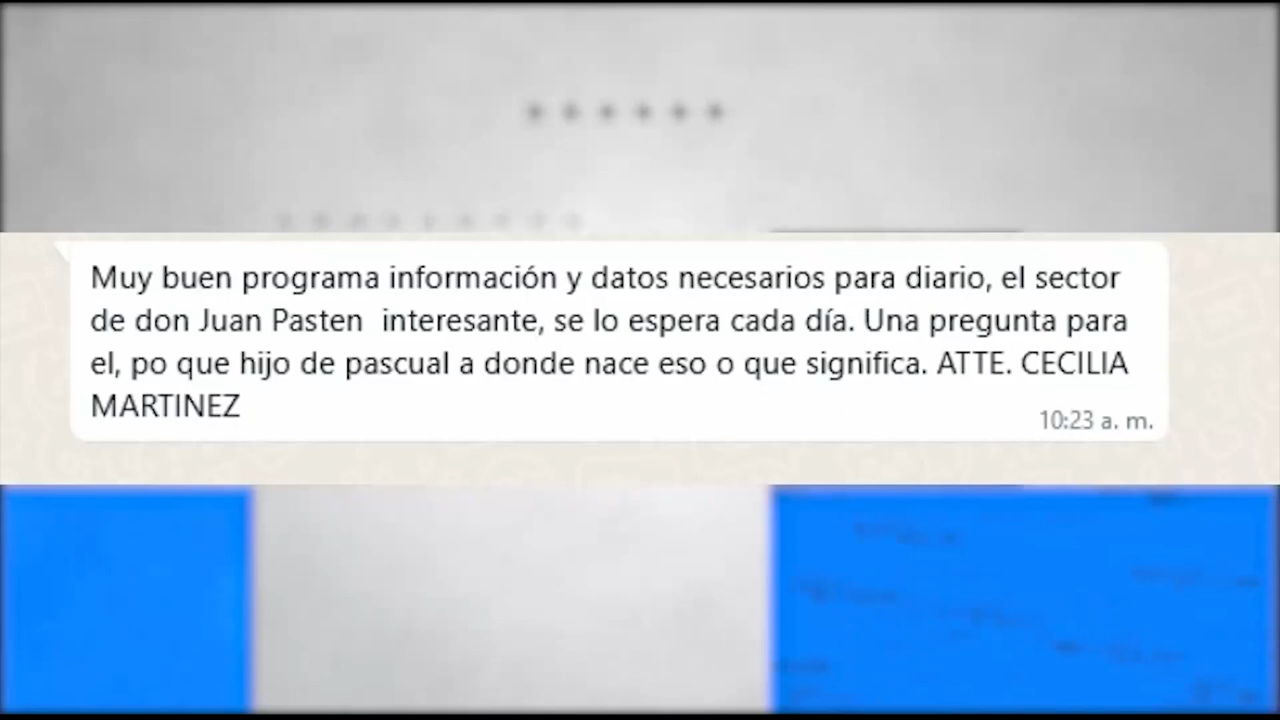 Muy buen programa información y datos necesarios para diario, el sector
de don Juan Pasten  interesante, se lo espera cada día. Una pregunta para
el, po que hijo de pascual a donde nace eso o que significa. ATTE. CECILIA
MARTINEZ
10:23 a. m.